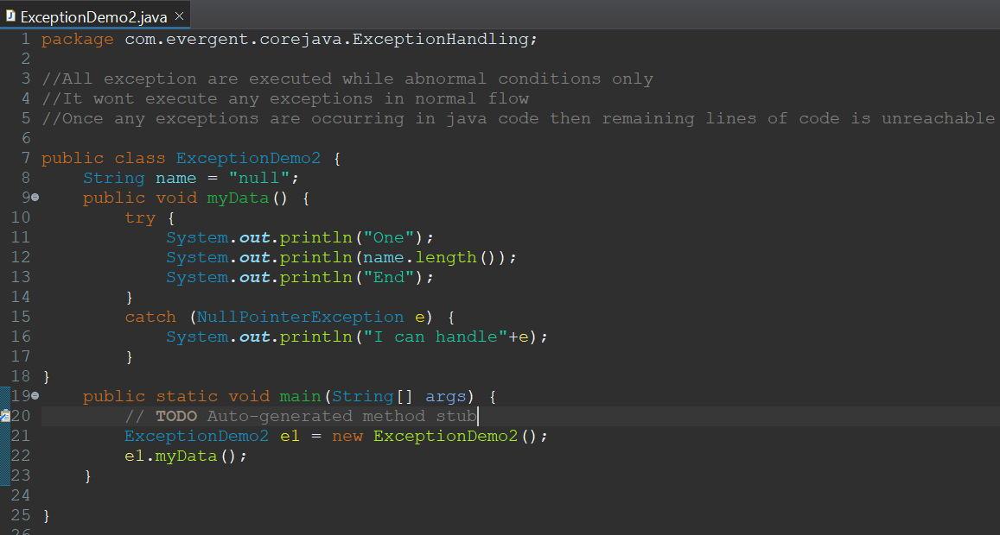 ExceptionDemo2.java
1 package com.evergent.corejava.ExceptionHandling;
2
3 //All exception are executed while abnormal conditions only
4 //It wont execute any exceptions in normal flow
5 //Once any exceptions are occurring in java code then remaining lines of code is unreachable
6
7 public class ExceptionDemo2 {
8     String name = "null";
9     public void myData() {
10         try {
11             System.out.println("One");
12             System.out.println(name.length());
13             System.out.println("End");
14         }
15         catch (NullPointerException e) {
16             System.out.println("I can handle"+e);
17         }
18 }
19     public static void main(String[] args) {
20         // TODO Auto-generated method stub
21         ExceptionDemo2 e1 = new ExceptionDemo2();
22         e1.myData();
23     }
24
25 }
26